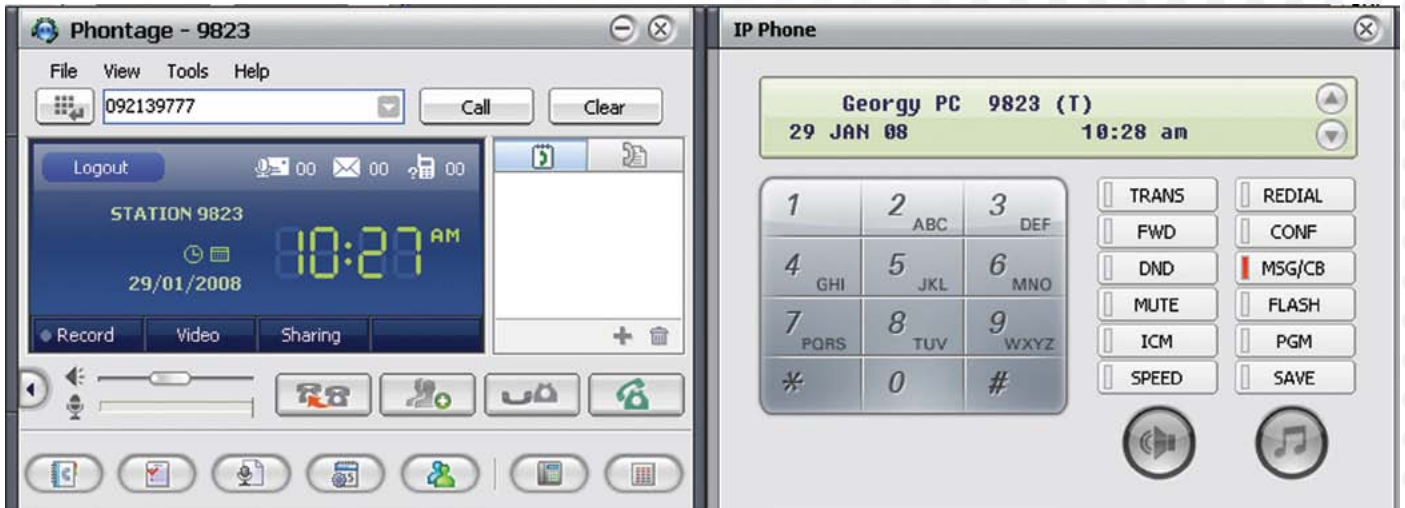 Phontage - 9823
File View Tools Help
092139777 Call Clear
Logout 00 00 00
STATION 9823
10:27 AM
29/01/2008
Record Video Sharing
IP Phone
Georgy PC 9823 (T)
29 JAN 08 10:28 am
1 2 ABC 3 DEF
4 GHI 5 JKL 6 MNO
7 PQRS 8 TUV 9 WXYZ
* 0 #
TRANS REDIAL
FWD CONF
DND MSG/CB
MUTE FLASH
ICM PGM
SPEED SAVE